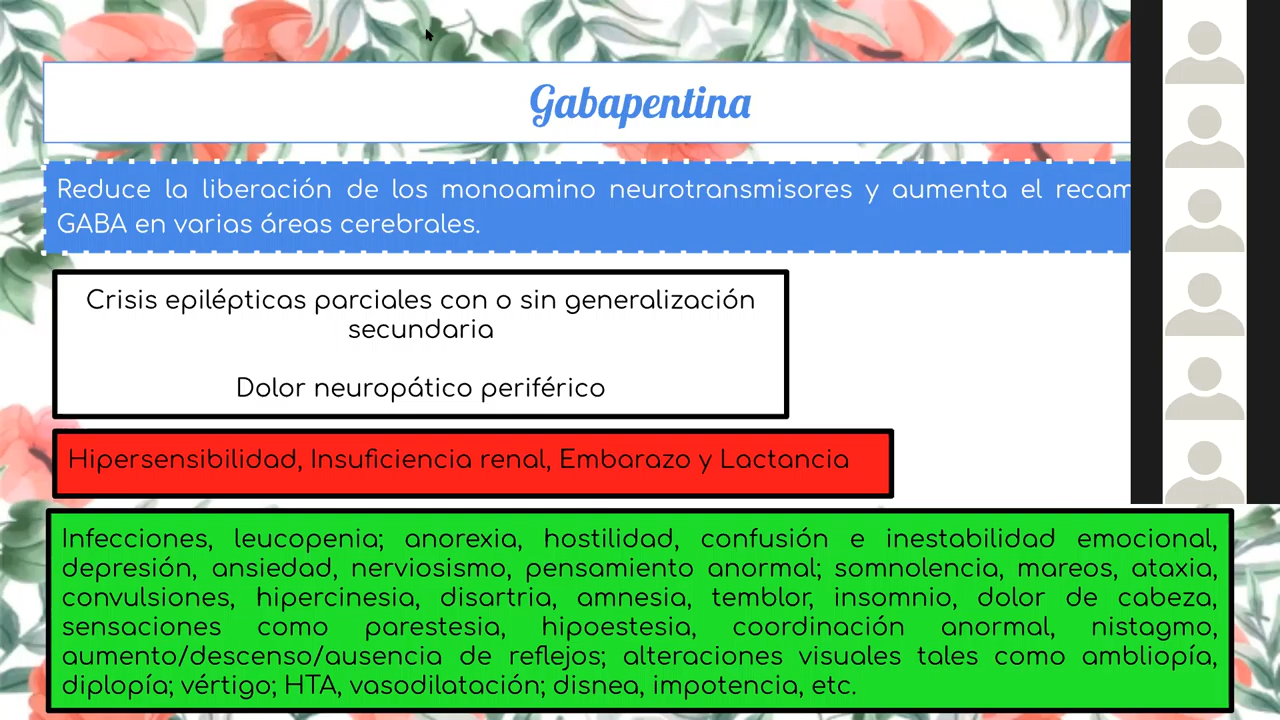 Gabapentina
Reduce la liberación de los monoamino neurotransmisores y aumenta el
GABA en varias áreas cerebrales.
Crisis epilépticas parciales con o sin generalización
secundaria
Dolor neuropático periférico
Hipersensibilidad, Insuficiencia renal, Embarazo y Lactancia
Infecciones, leucopenia; anorexia, hostilidad, confusión e inestabilidad emocional,
depresión, ansiedad, nerviosismo, pensamiento anormal; somnolencia, mareos, ataxia,
convulsiones, hipercinesia, disartria, amnesia, temblor, insomnio, dolor de cabeza,
sensaciones como parestesia, hipoestesia, coordinación anormal, nistagmo,
aumento/descenso/ausencia de reflejos; alteraciones visuales tales como ambliopía,
diplopía; vértigo; HTA, vasodilatación; disnea, impotencia, etc.